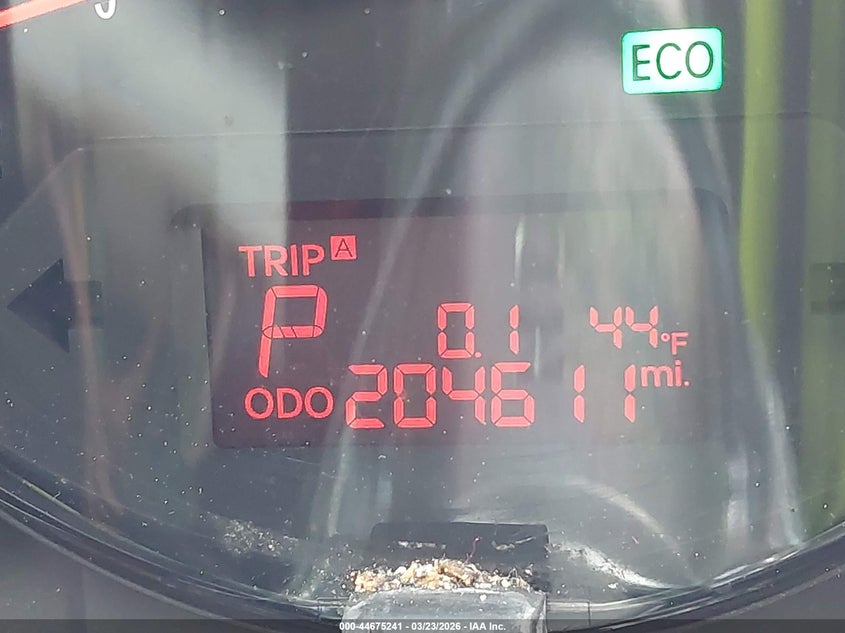 ECO
TRIP A
P 0.1 44°F
ODO 204611 mi.
000-44675241 - 03/23/2026 - IAA Inc.